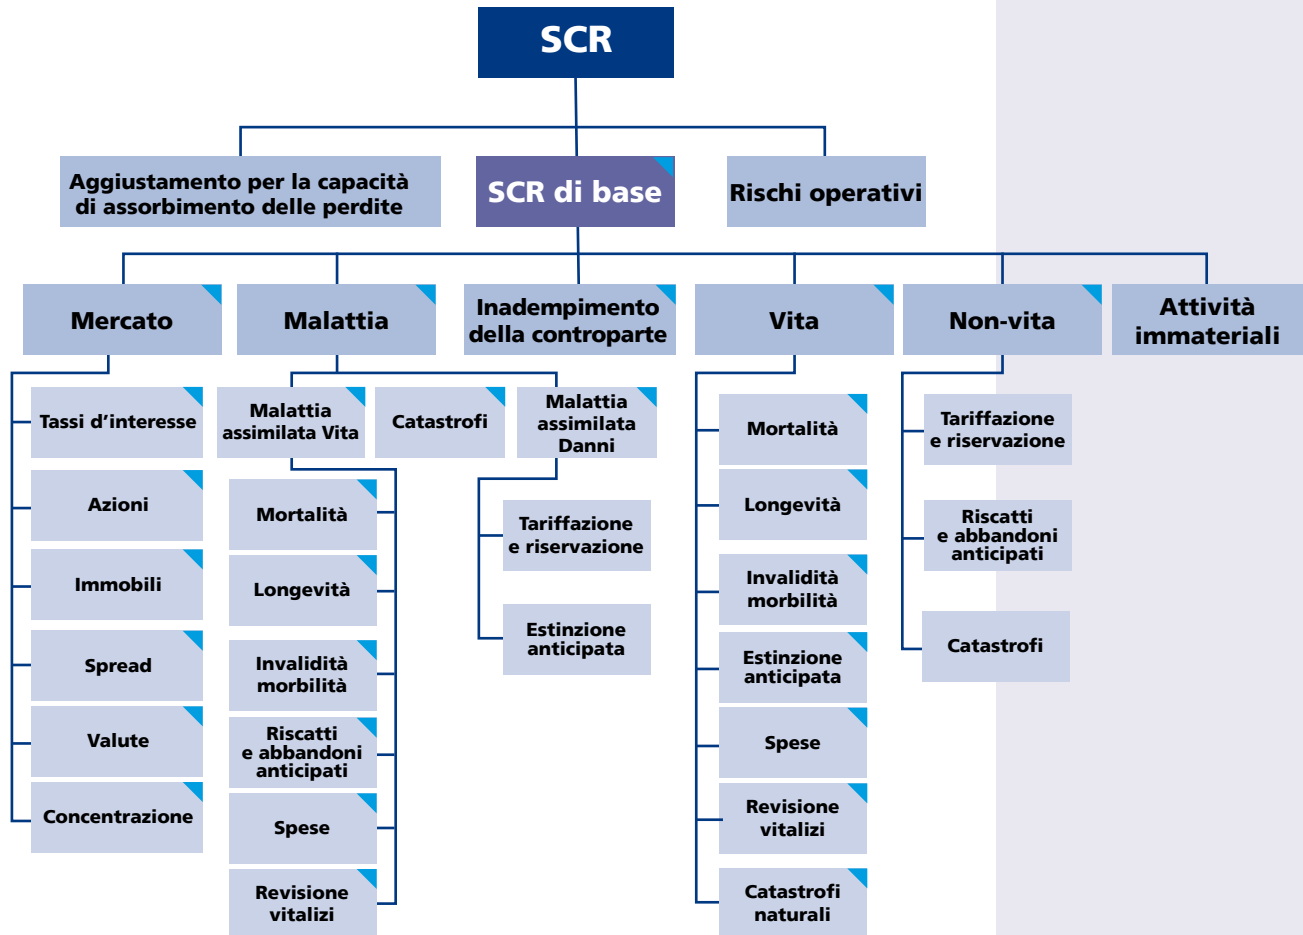 SCR
Aggiustamento per la capacità
di assorbimento delle perdite
SCR di base
Rischi operativi
Mercato
Malattia
Inadempimento
della controparte
Vita
Non-vita
Attività
immateriali
Tassi d’interesse
Azioni
Immobili
Spread
Valute
Concentrazione
Malattia
assimilata Vita
Catastrofi
Malattia
assimilata
Danni
Mortalità
Longevità
Invalidità
morbilità
Riscatti
e abbandoni
anticipati
Spese
Revisione
vitalizi
Tariffazione
e riservazione
Estinzione
anticipata
Mortalità
Longevità
Invalidità
morbilità
Estinzione
anticipata
Spese
Revisione
vitalizi
Catastrofi
naturali
Tariffazione
e riservazione
Riscatti
e abbandoni
anticipati
Catastrofi